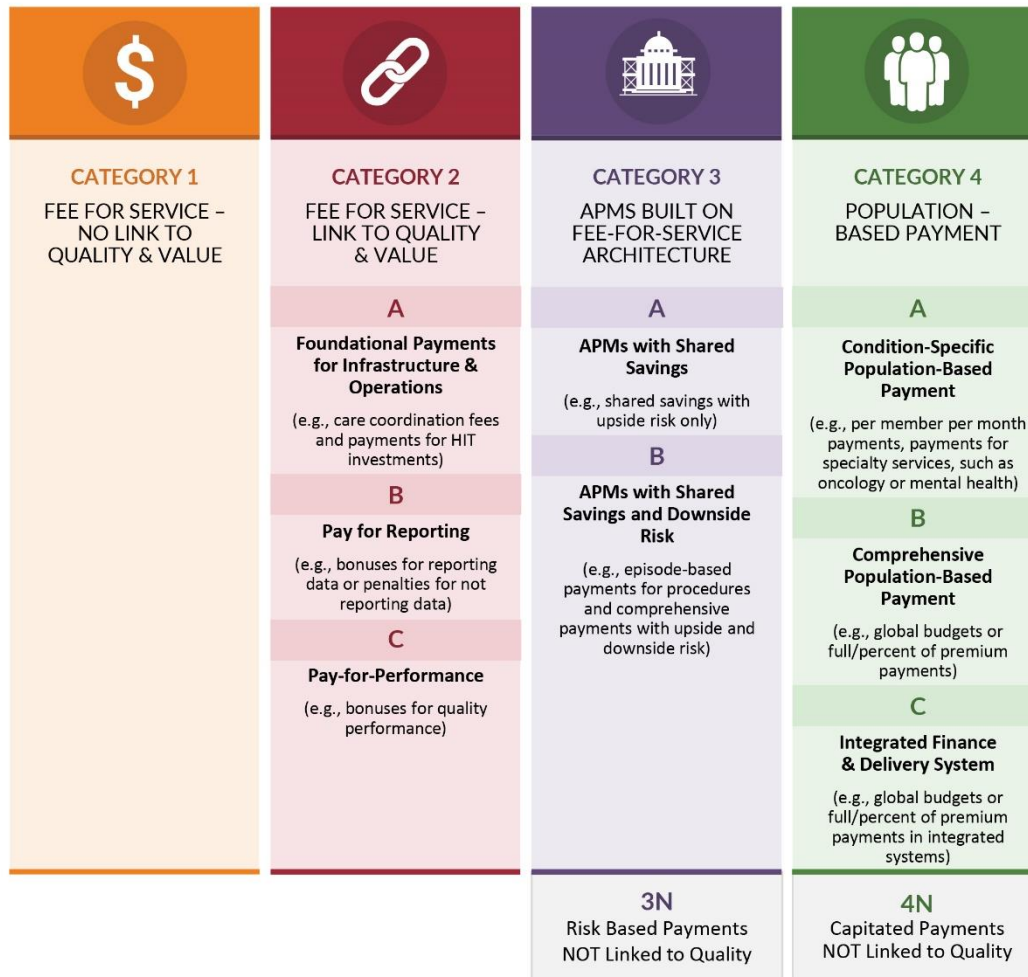 $
CATEGORY 1
FEE FOR SERVICE –
NO LINK TO
QUALITY & VALUE
CATEGORY 2
FEE FOR SERVICE –
LINK TO QUALITY
& VALUE
A
Foundational Payments
for Infrastructure &
Operations
(e.g., care coordination fees
and payments for HIT
investments)
B
Pay for Reporting
(e.g., bonuses for reporting
data or penalties for not
reporting data)
C
Pay-for-Performance
(e.g., bonuses for quality
performance)
CATEGORY 3
APMS BUILT ON
FEE-FOR-SERVICE
ARCHITECTURE
A
APMs with Shared
Savings
(e.g., shared savings with
upside risk only)
B
APMs with Shared
Savings and Downside
Risk
(e.g., episode-based
payments for procedures
and comprehensive
payments with upside and
downside risk)
3N
Risk Based Payments
NOT Linked to Quality
CATEGORY 4
POPULATION –
BASED PAYMENT
A
Condition-Specific
Population-Based
Payment
(e.g., per member per month
payments, payments for
specialty services, such as
oncology or mental health)
B
Comprehensive
Population-Based
Payment
(e.g., global budgets or
full/percent of premium
payments)
C
Integrated Finance
& Delivery System
(e.g., global budgets or
full/percent of premium
payments in integrated
systems)
4N
Capitated Payments
NOT Linked to Quality